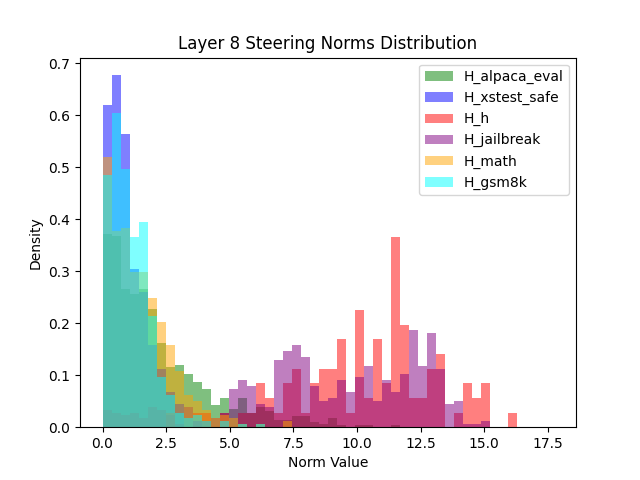 Layer 8 Steering Norms Distribution
H_alpaca_eval
H_xstest_safe
H_h
H_jailbreak
H_math
H_gsm8k
Density
0.7
0.6
0.5
0.4
0.3
0.2
0.1
0.0
0.0 2.5 5.0 7.5 10.0 12.5 15.0 17.5
Norm Value